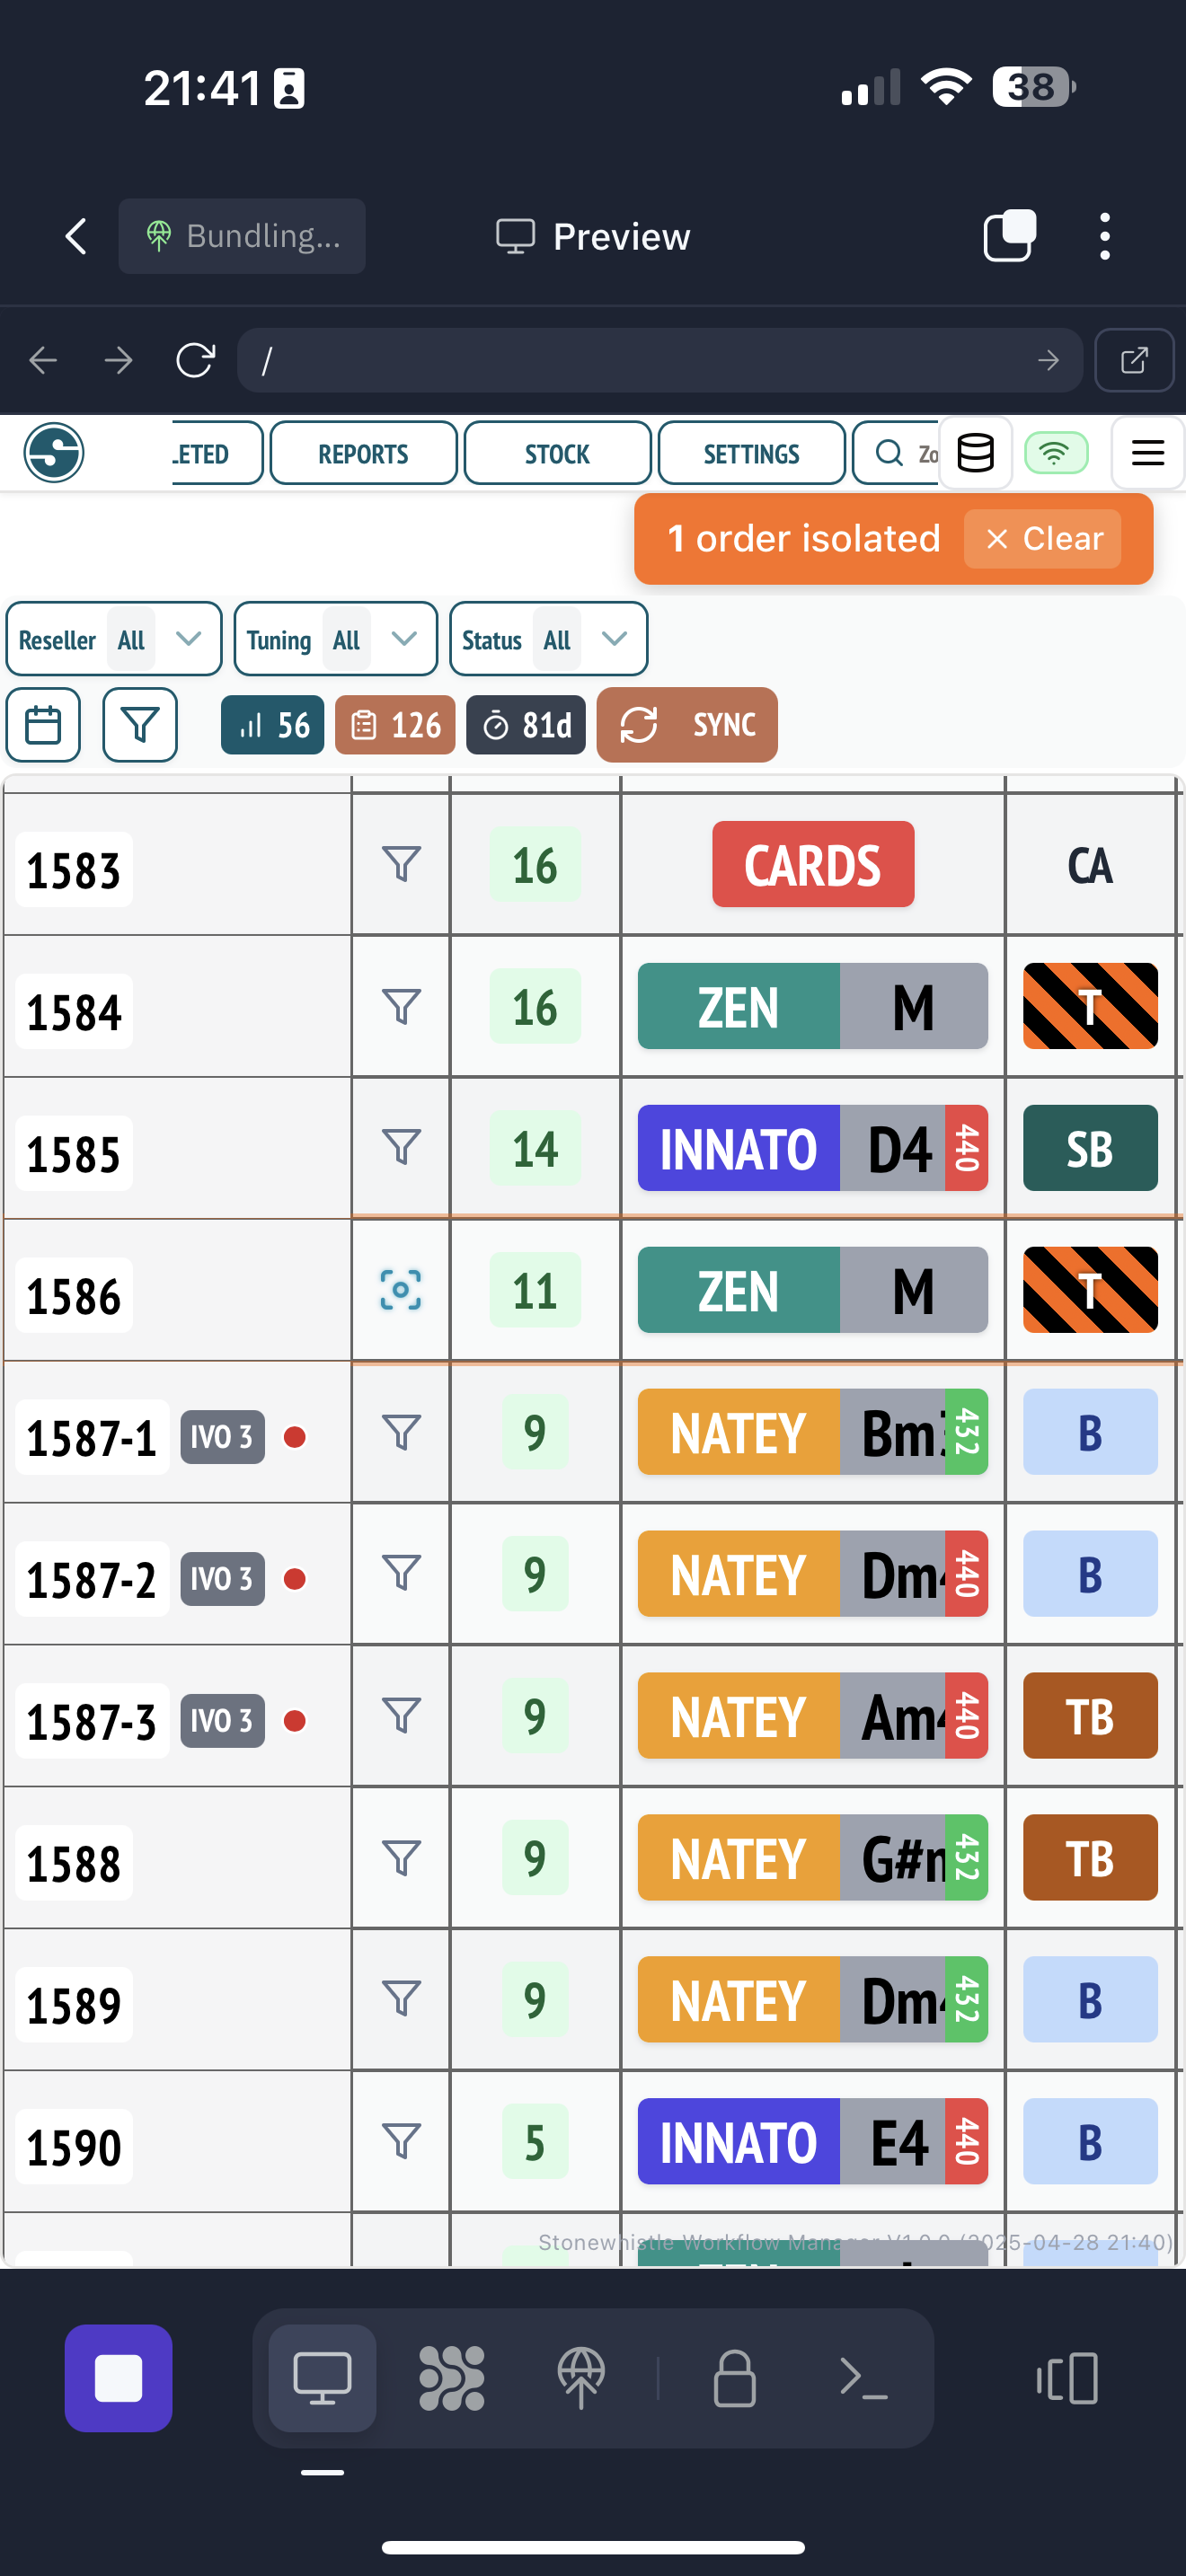 21:41
38
Bundling...
Preview
/
ETED
REPORTS
STOCK
SETTINGS
Zo
1 order isolated
Clear
Reseller All
Tuning All
Status All
56
126
81d
SYNC
1583 16 CARDS CA
1584 16 ZEN M T
1585 14 INNATO D4 440 SB
1586 11 ZEN M T
1587-1 IVO 3 9 NATEY Bm3 432 B
1587-2 IVO 3 9 NATEY Dm4 440 B
1587-3 IVO 3 9 NATEY Am4 440 TB
1588 9 NATEY G#m 432 TB
1589 9 NATEY Dm4 432 B
1590 5 INNATO E4 440 B
Stonewhistle Workflow Manager V1.0.0 (2025-04-28 21:40)